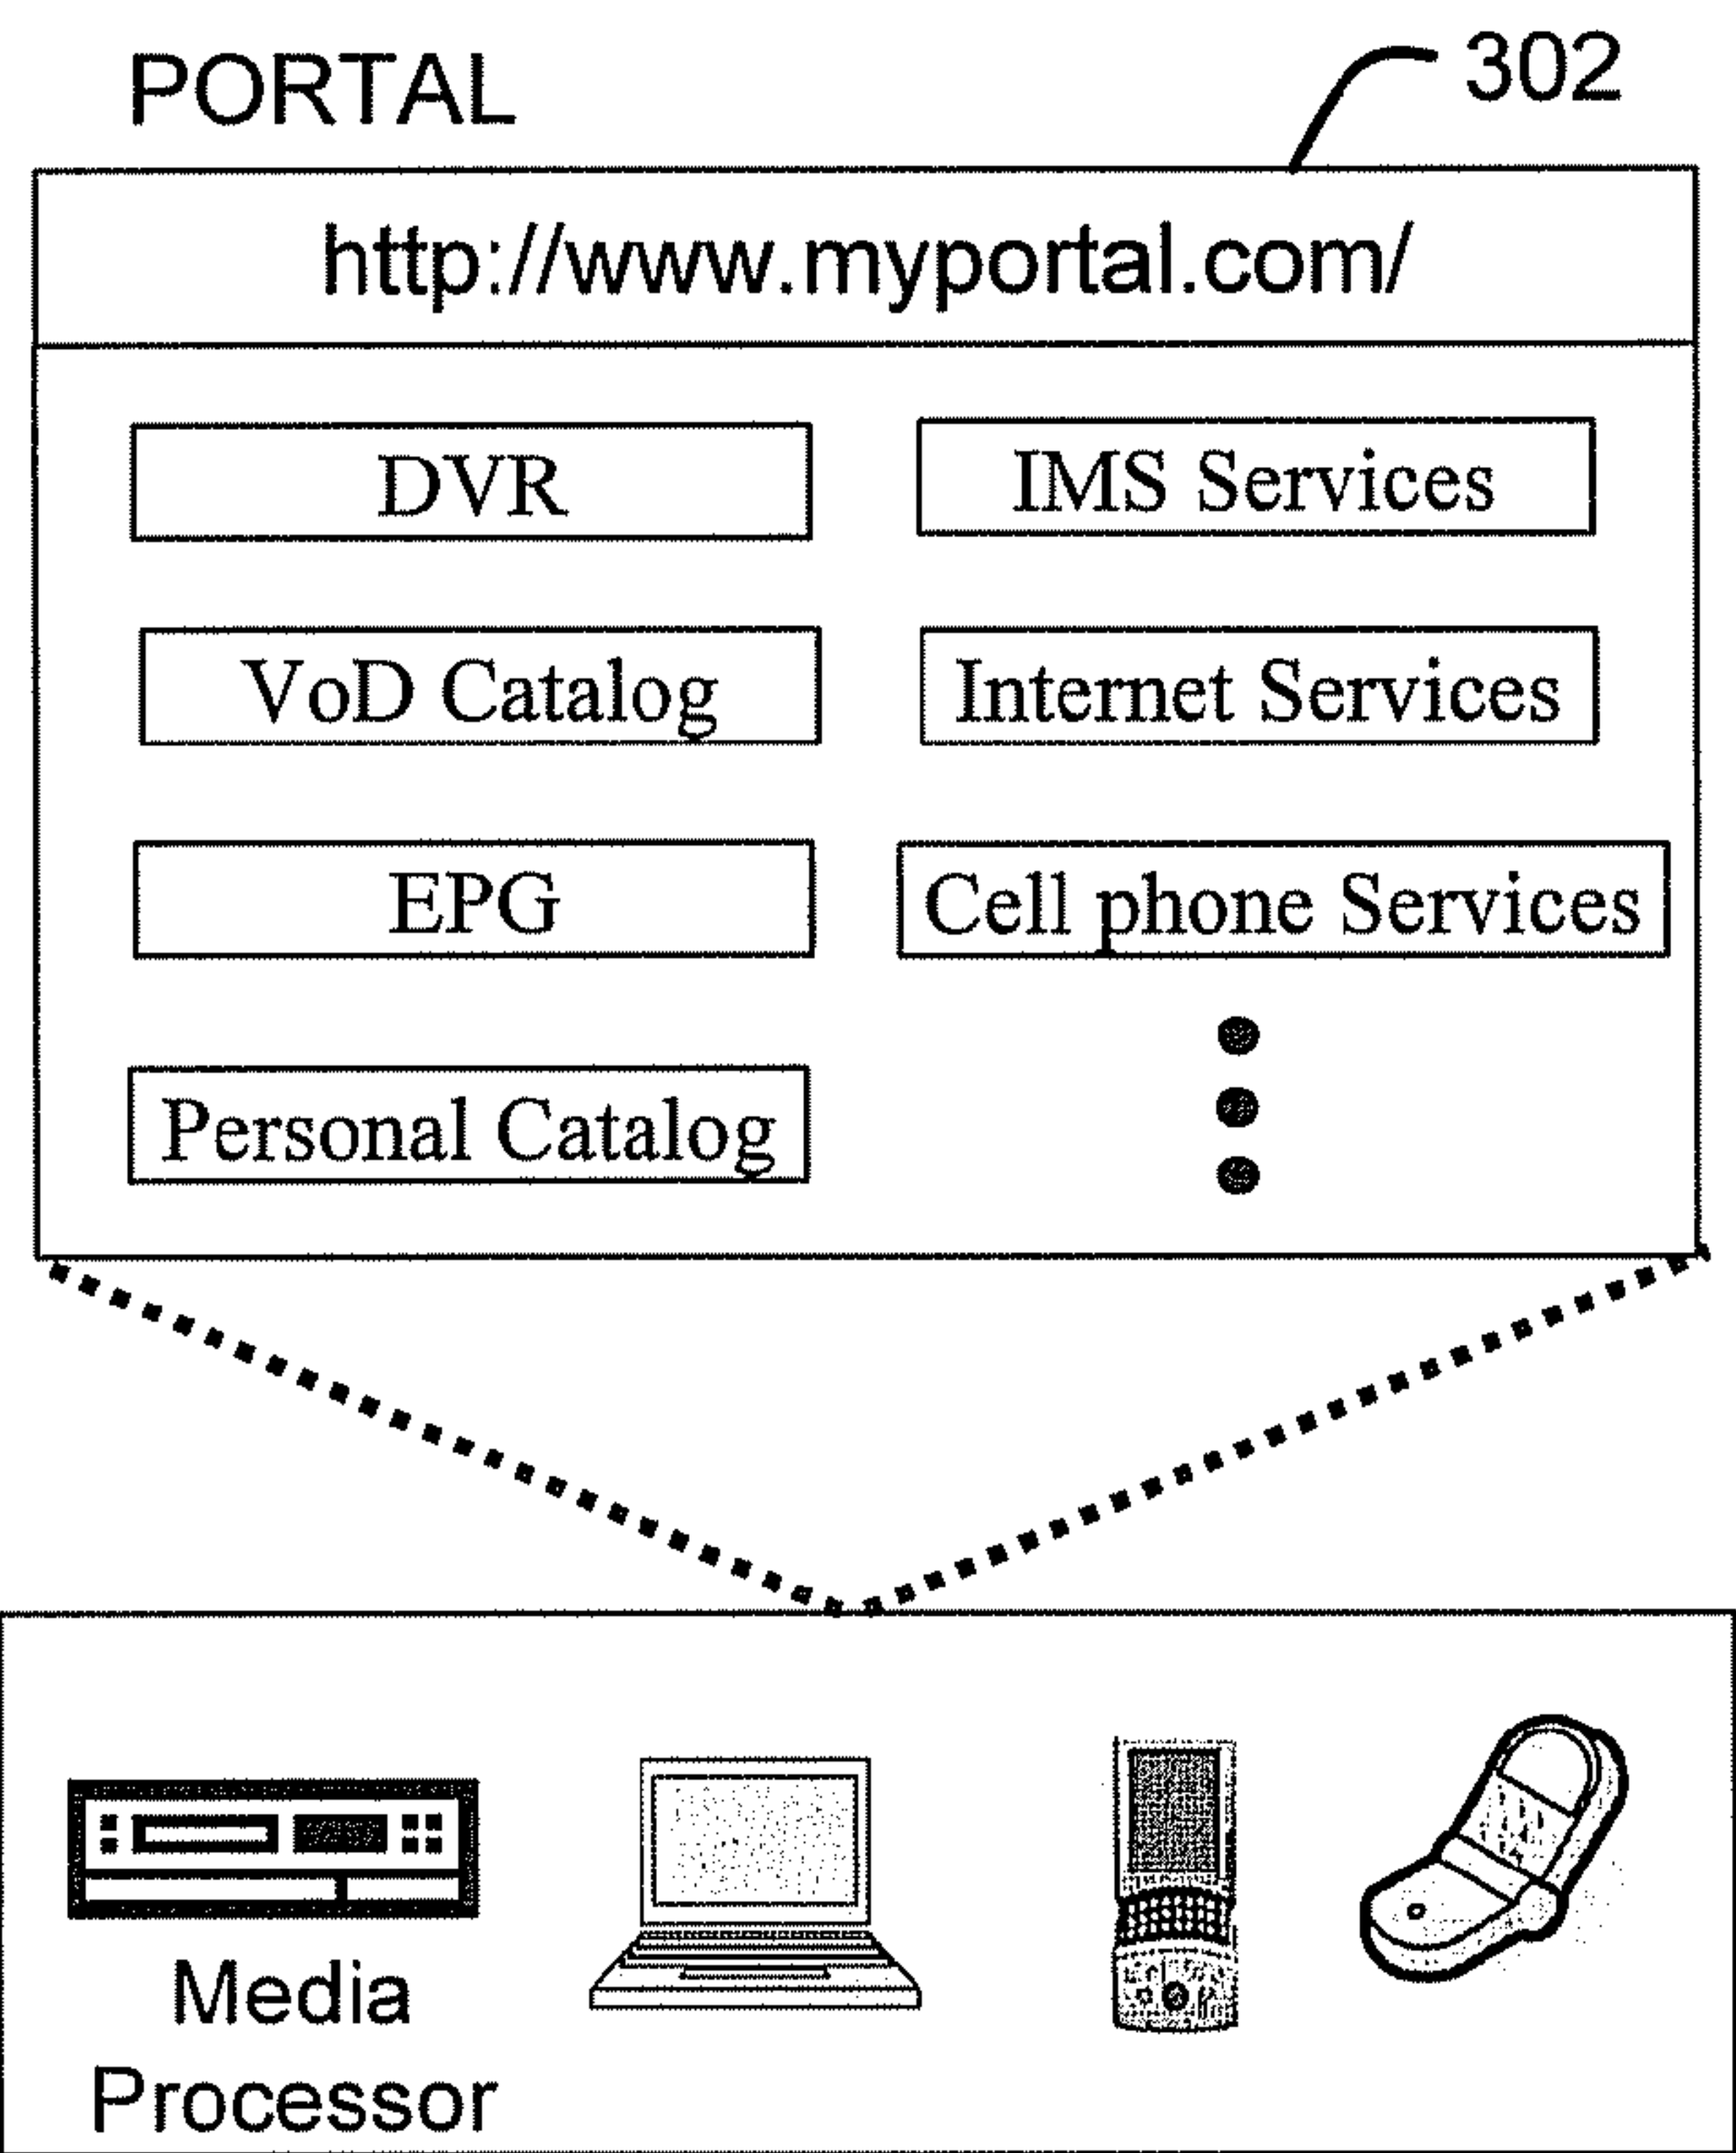 PORTAL
302
http://www.myportal.com/
DVR
IMS Services
VoD Catalog
Internet Services
EPG
Cell phone Services
Personal Catalog
Media
Processor